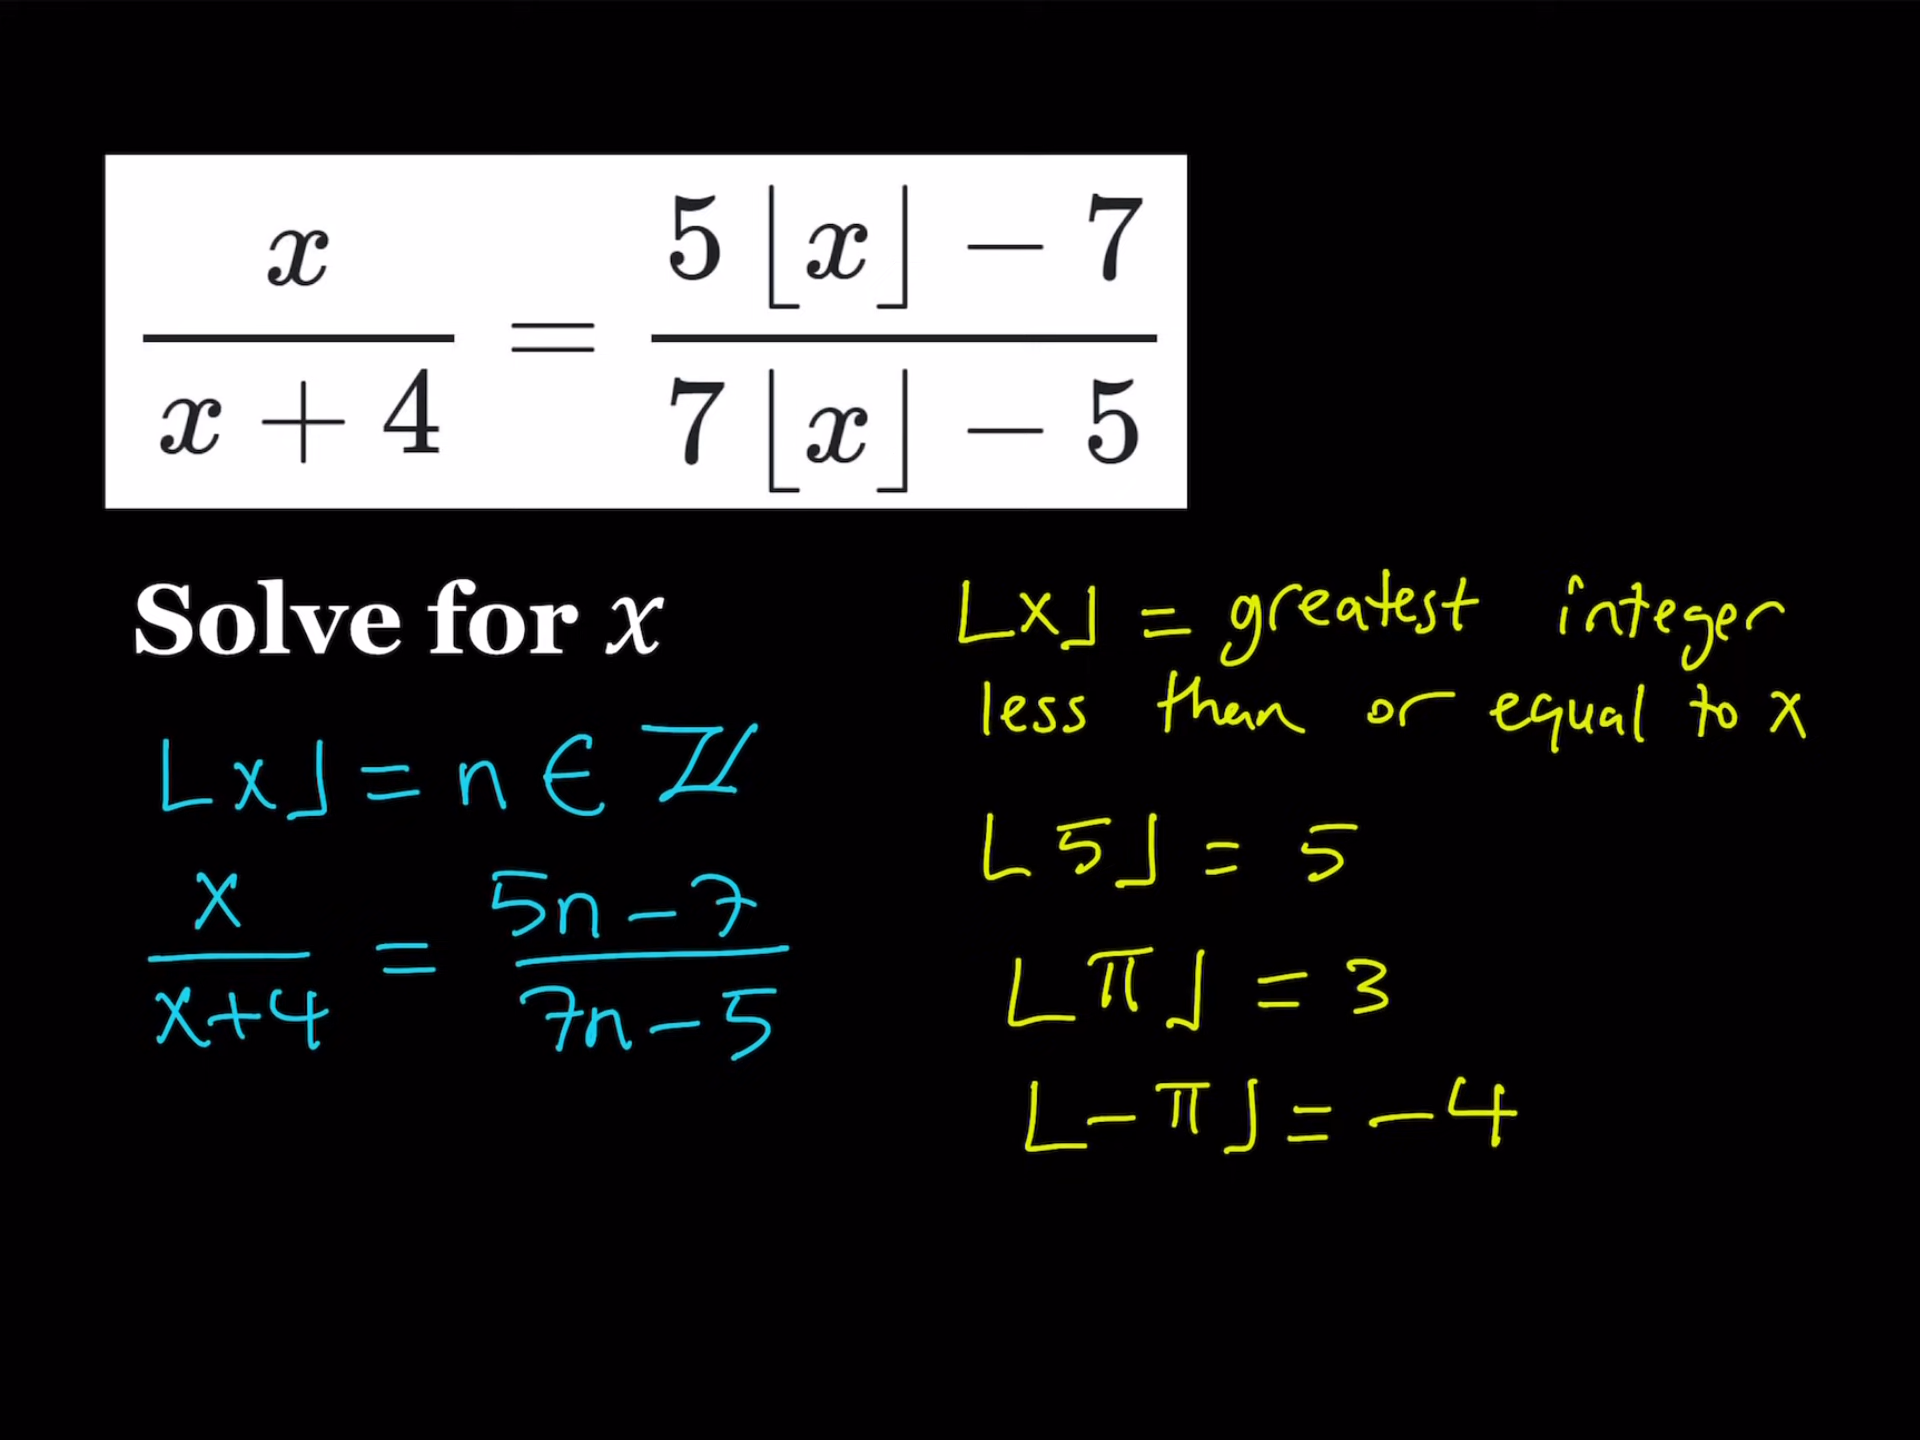 x / (x + 4) = (5 ⌊x⌋ − 7) / (7 ⌊x⌋ − 5)
Solve for x
⌊x⌋ = n ∈ ℤ
x / (x+4) = (5n − 7) / (7n − 5)
⌊x⌋ = greatest integer
less than or equal to x
⌊5⌋ = 5
⌊π⌋ = 3
⌊−π⌋ = −4